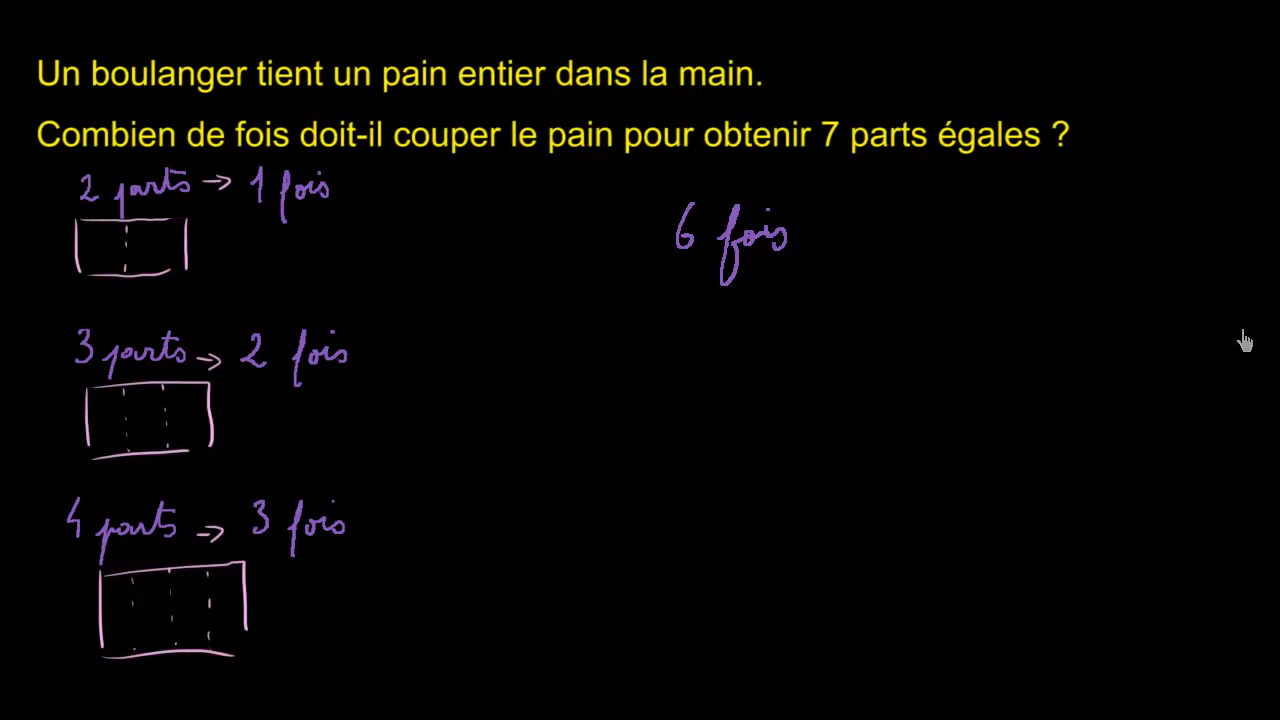 Un boulanger tient un pain entier dans la main.
Combien de fois doit-il couper le pain pour obtenir 7 parts égales ?
2 parts → 1 fois
6 fois
3 parts → 2 fois
4 parts → 3 fois